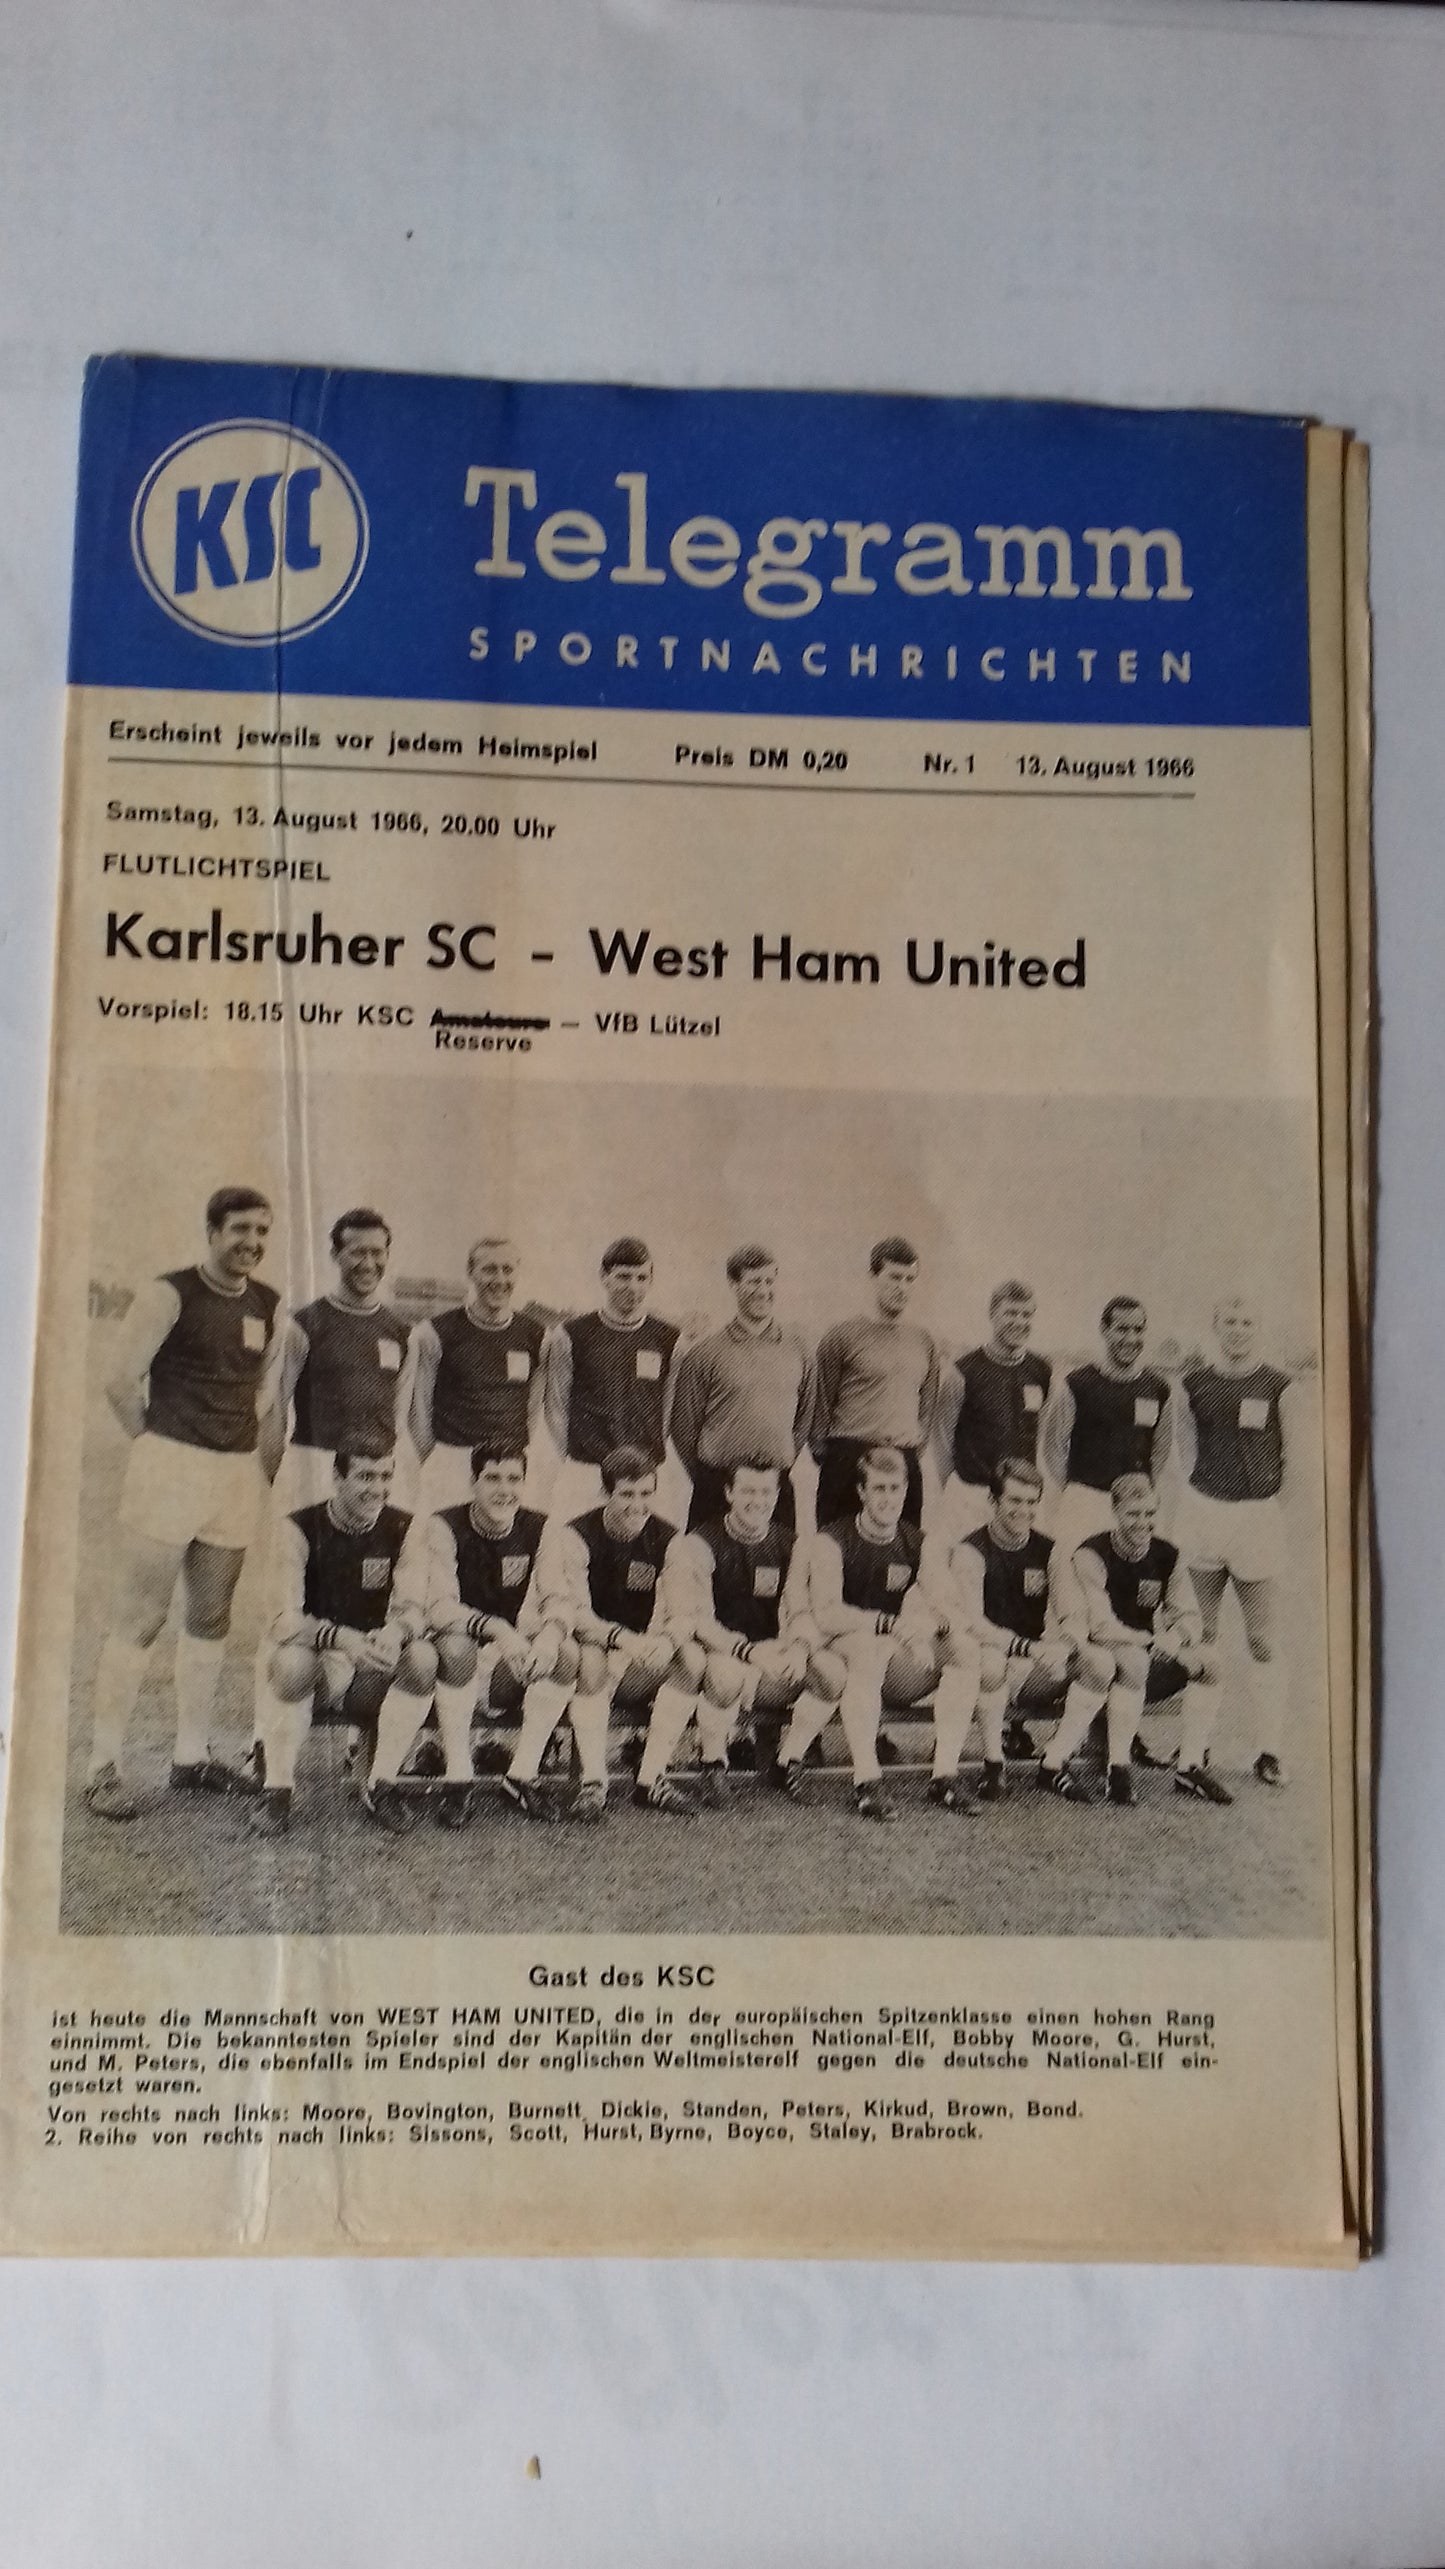 KSC
Telegramm
SPORTNACHRICHTEN
Erscheint jeweils vor jedem Heimspiel Preis DM 0,20 Nr. 1 13. August 1966
Samstag, 13. August 1966, 20.00 Uhr
FLUTLICHTSPIEL
Karlsruher SC - West Ham United
Vorspiel: 18.15 Uhr KSC Amateure — VfB Lützel
Reserve
Gast des KSC
ist heute die Mannschaft von WEST HAM UNITED, die in der europäischen Spitzenklasse einen hohen Rang
einnimmt. Die bekanntesten Spieler sind der Kapitän der englischen National-Elf, Bobby Moore, G. Hurst,
und M. Peters, die ebenfalls im Endspiel der englischen Weltmeisterelf gegen die deutsche National-Elf ein-
gesetzt waren.
Von rechts nach links: Moore, Bovington, Burnett, Dickie, Standen, Peters, Kirkud, Brown, Bond.
2. Reihe von rechts nach links: Sissons, Scott, Hurst, Byrne, Boyce, Staley, Brabrock.